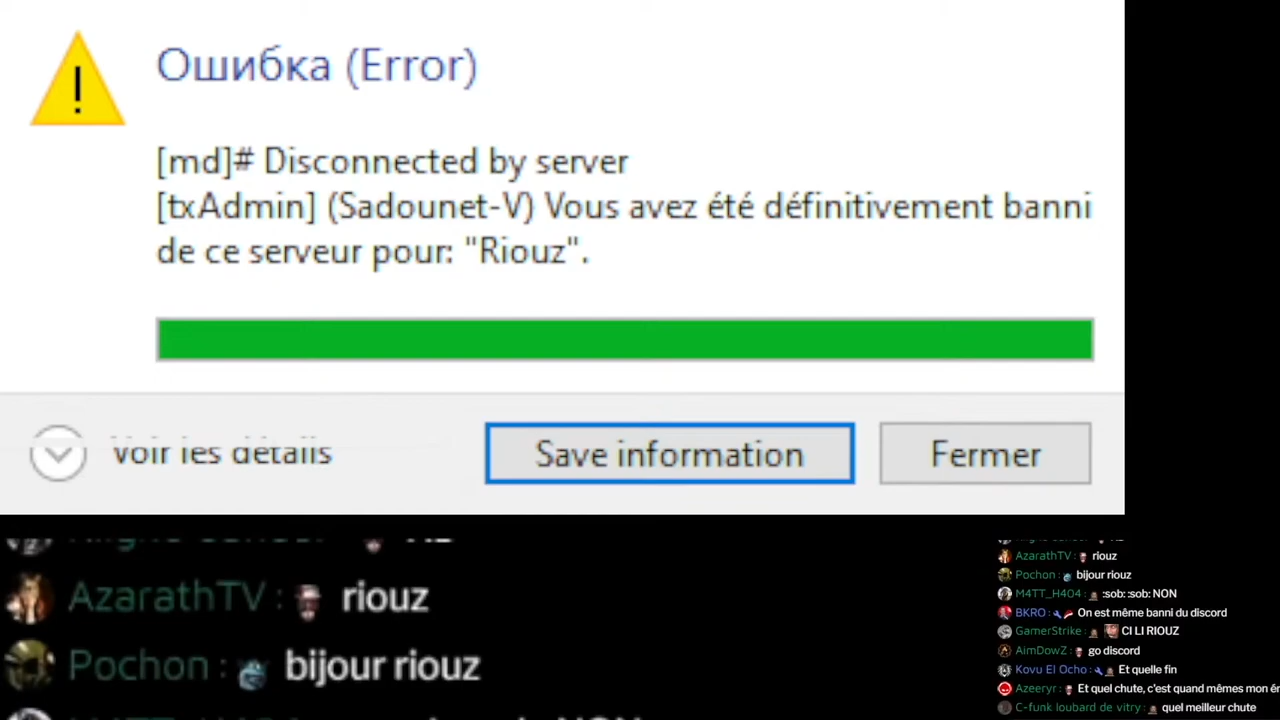 Ошибка (Error)
[md]# Disconnected by server
[txAdmin] (Sadounet-V) Vous avez été définitivement banni
de ce serveur pour: "Riouz".
Voir les détails
Save information
Fermer
AzarathTV : riouz
Pochon : bijour riouz
NON
AzarathTV : riouz
Pochon : bijour riouz
M4TT_H4O4 : :sob: :sob: NON
BKRO : On est même banni du discord
GamerStrike : CI LI RIOUZ
AimDowZ : go discord
Kovu El Ocho : Et quelle fin
Azeeryr : Et quel chute, c'est quand mêmes mon ér
C-funk loubard de vitry : quel meilleur chute